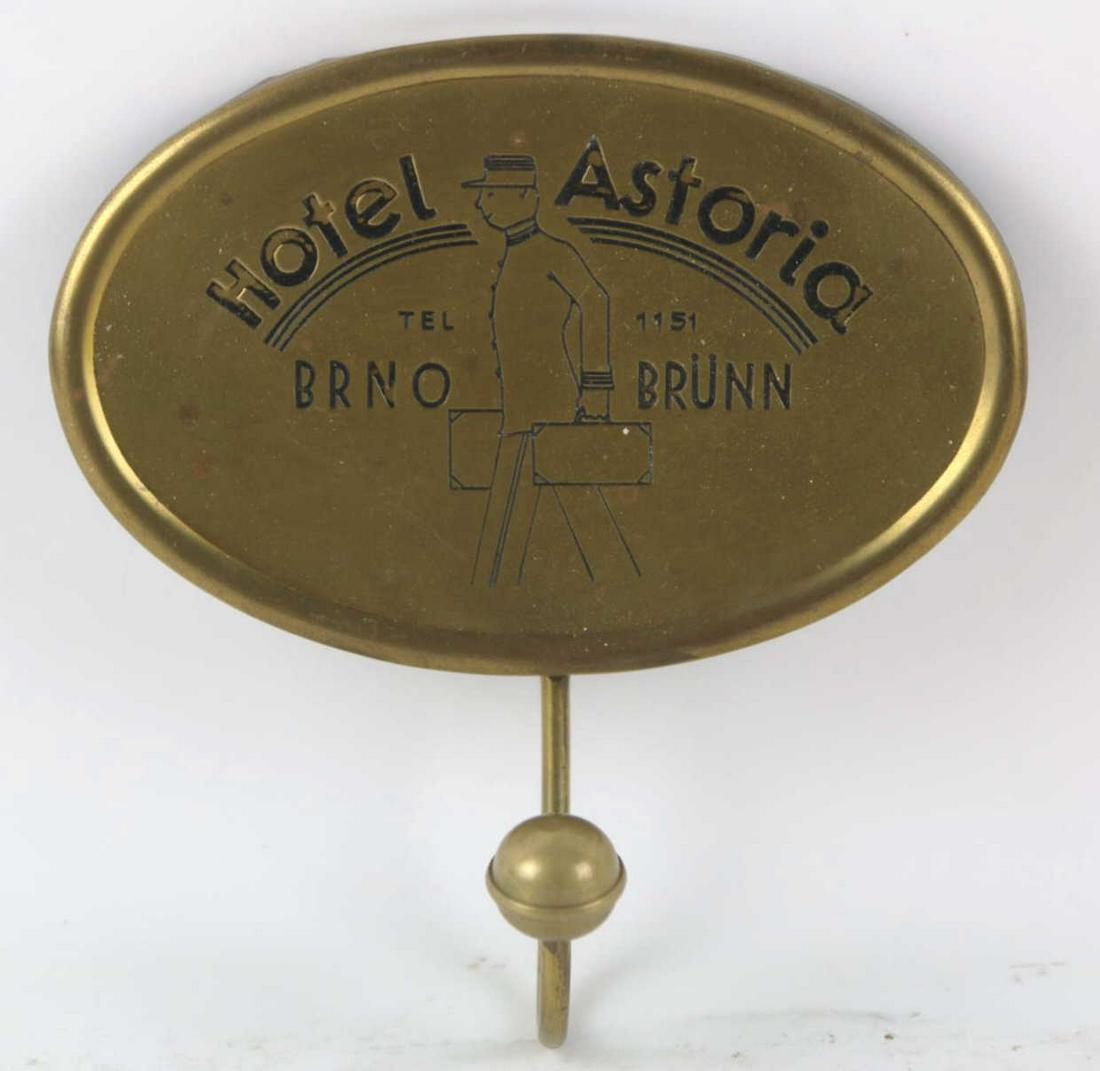 Hotel Astoria
TEL 1151
BRNO BRÜNN